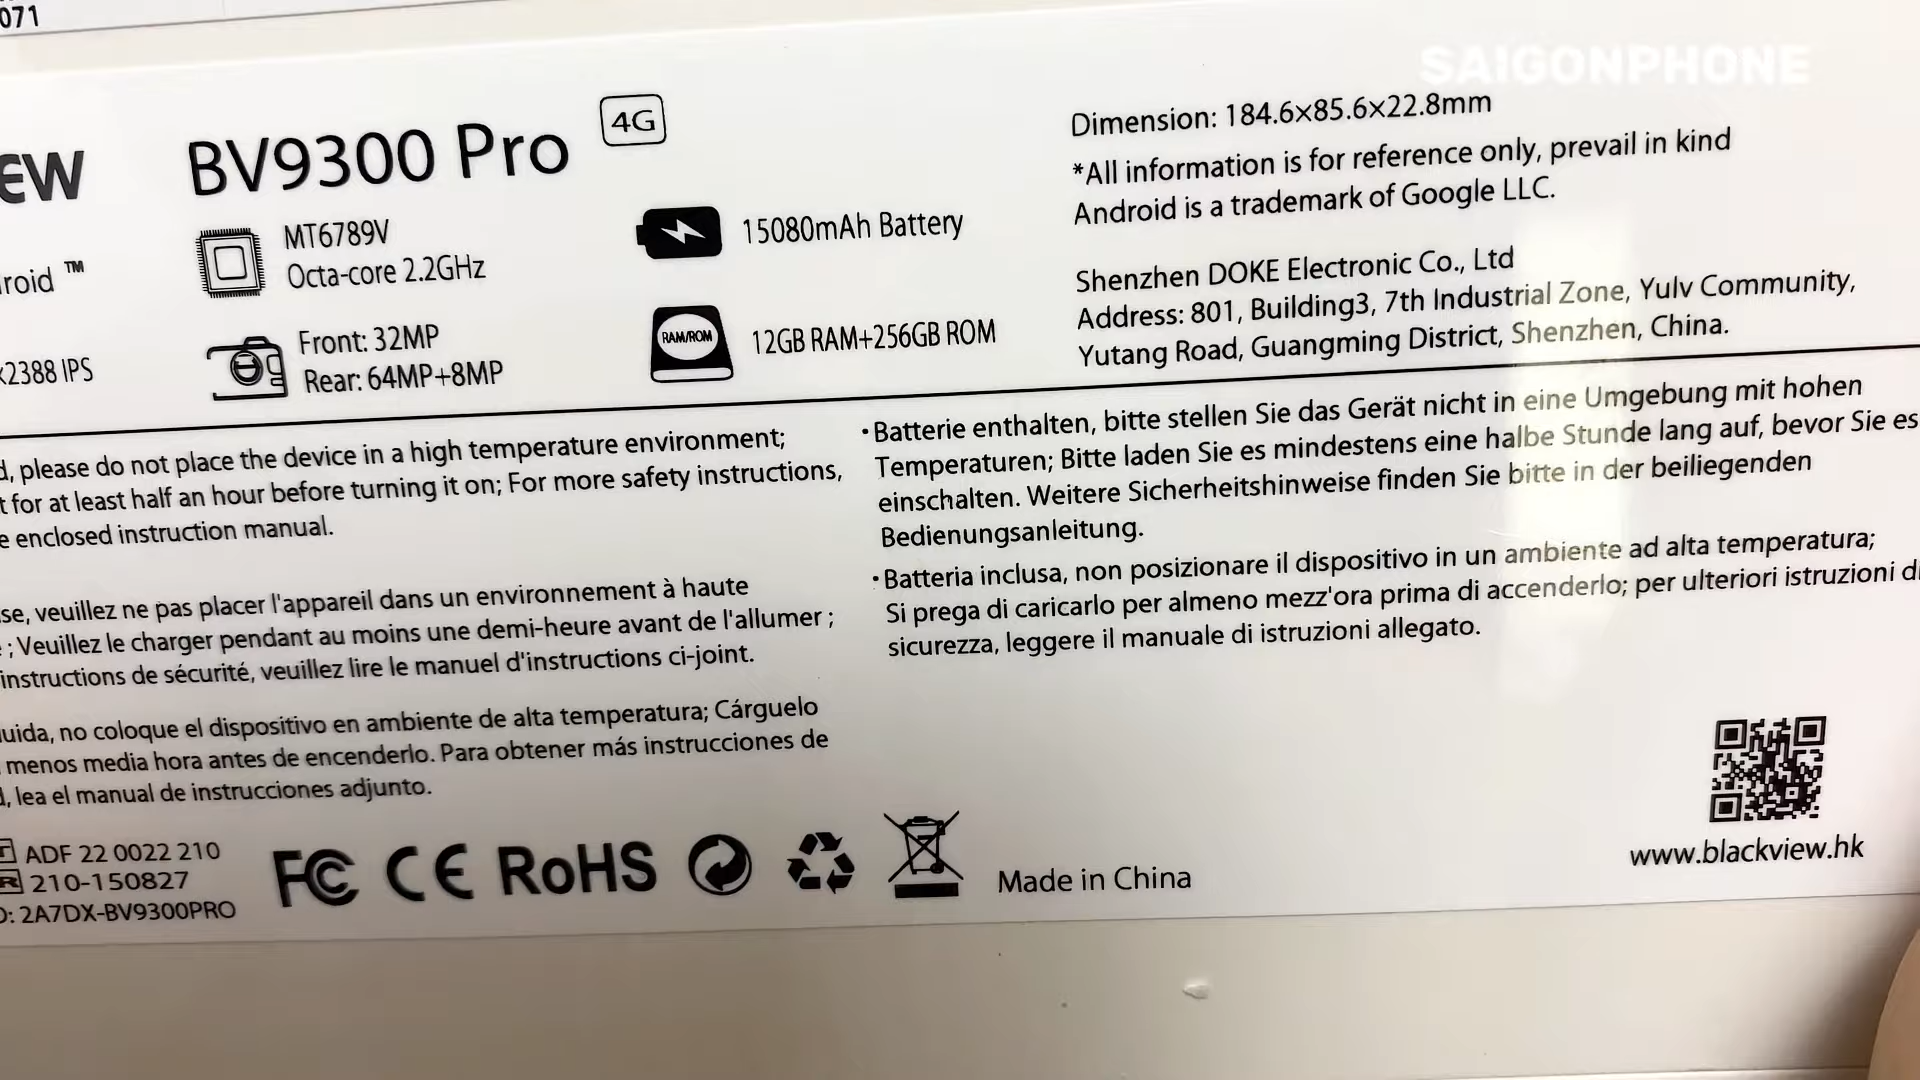 071
SAIGONPHONE
EW
BV9300 Pro
4G
roid ™
MT6789V
Octa-core 2.2GHz
15080mAh Battery
x2388 IPS
Front: 32MP
Rear: 64MP+8MP
RAM/ROM
12GB RAM+256GB ROM
Dimension: 184.6×85.6×22.8mm
*All information is for reference only, prevail in kind
Android is a trademark of Google LLC.
Shenzhen DOKE Electronic Co., Ltd
Address: 801, Building3, 7th Industrial Zone, Yulv Community,
Yutang Road, Guangming District, Shenzhen, China.
d, please do not place the device in a high temperature environment;
t for at least half an hour before turning it on; For more safety instructions,
e enclosed instruction manual.
se, veuillez ne pas placer l'appareil dans un environnement à haute
; Veuillez le charger pendant au moins une demi-heure avant de l'allumer ;
instructions de sécurité, veuillez lire le manuel d'instructions ci-joint.
uida, no coloque el dispositivo en ambiente de alta temperatura; Cárguelo
menos media hora antes de encenderlo. Para obtener más instrucciones de
d, lea el manual de instrucciones adjunto.
·Batterie enthalten, bitte stellen Sie das Gerät nicht in eine Umgebung mit hohen
Temperaturen; Bitte laden Sie es mindestens eine halbe Stunde lang auf, bevor Sie es
einschalten. Weitere Sicherheitshinweise finden Sie bitte in der beiliegenden
Bedienungsanleitung.
·Batteria inclusa, non posizionare il dispositivo in un ambiente ad alta temperatura;
Si prega di caricarlo per almeno mezz'ora prima di accenderlo; per ulteriori istruzioni di
sicurezza, leggere il manuale di istruzioni allegato.
T ADF 22 0022 210
R 210-150827
D: 2A7DX-BV9300PRO
FC CE RoHS
Made in China
www.blackview.hk